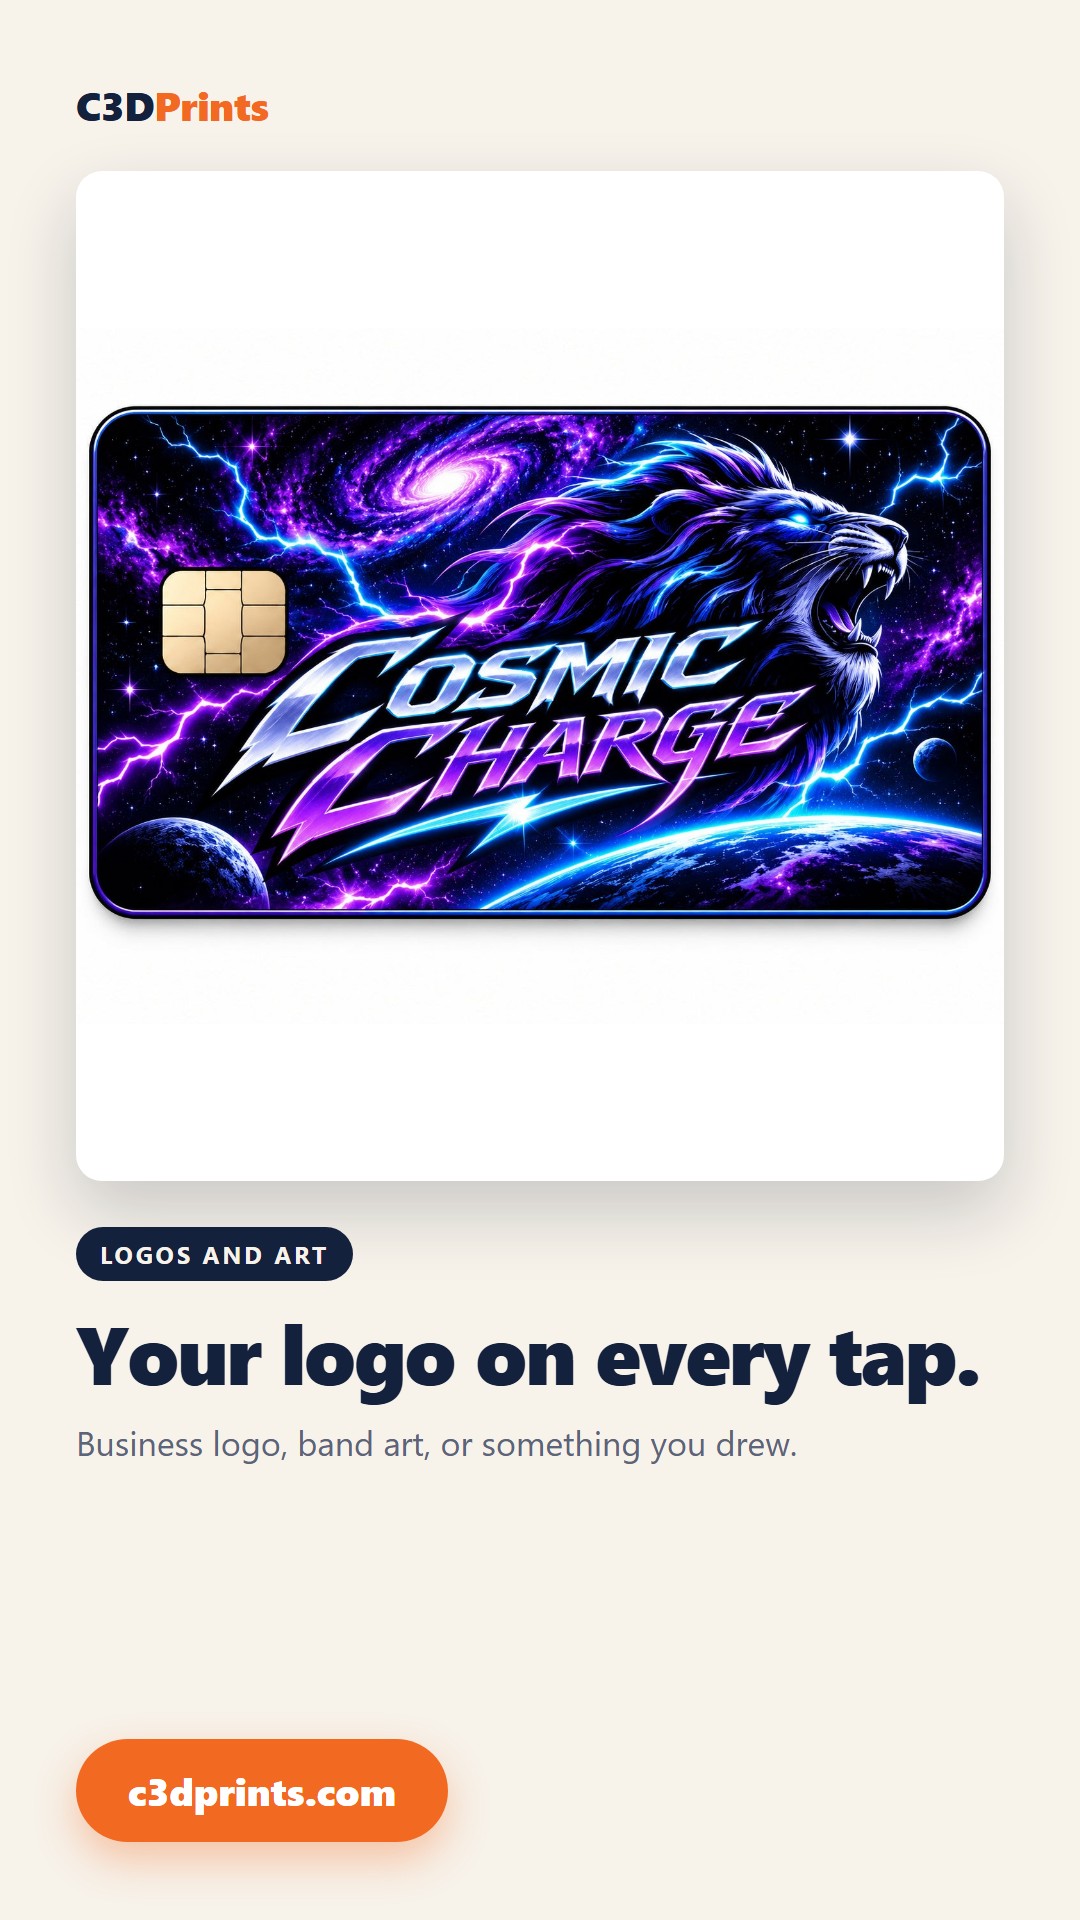 C3DPrints
COSMIC
CHARGE
LOGOS AND ART
Your logo on every tap.
Business logo, band art, or something you drew.
c3dprints.com